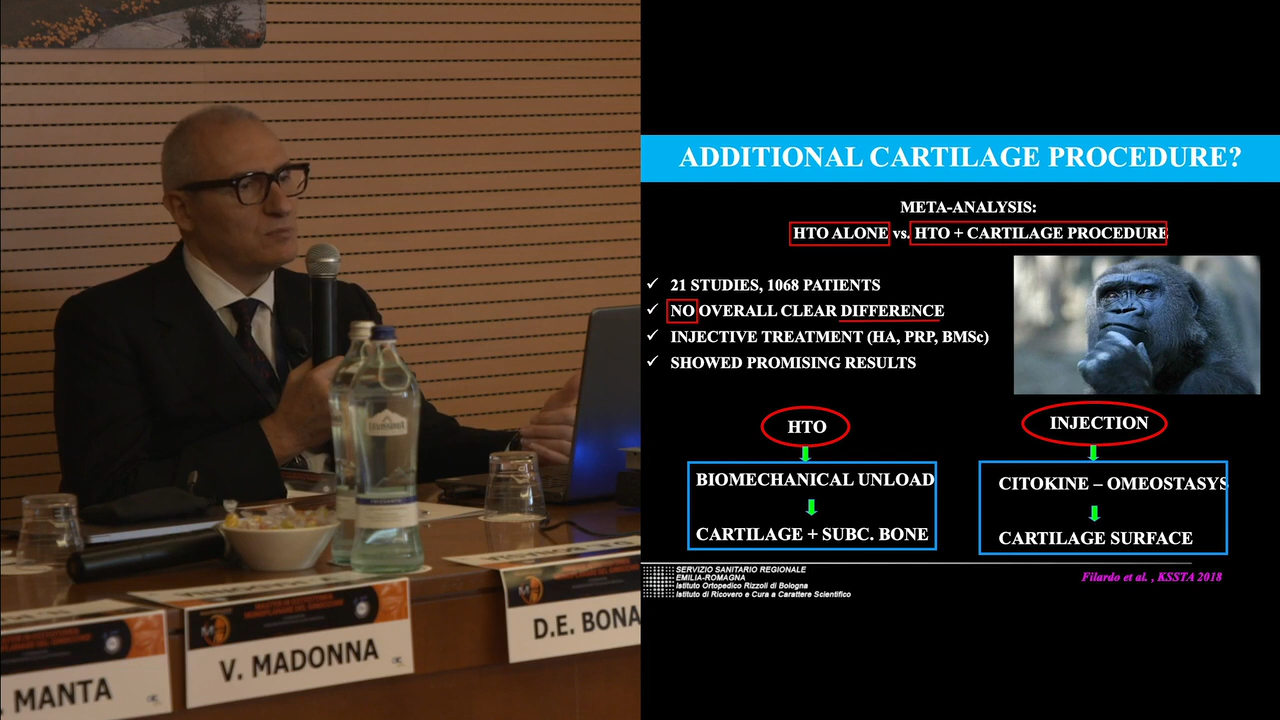 ADDITIONAL CARTILAGE PROCEDURE?
META-ANALYSIS:
HTO ALONE vs. HTO + CARTILAGE PROCEDURE
21 STUDIES, 1068 PATIENTS
NO OVERALL CLEAR DIFFERENCE
INJECTIVE TREATMENT (HA, PRP, BMSc)
SHOWED PROMISING RESULTS
HTO
BIOMECHANICAL UNLOAD
CARTILAGE + SUBC. BONE
INJECTION
CITOKINE – OMEOSTASYS
CARTILAGE SURFACE
SERVIZIO SANITARIO REGIONALE
EMILIA-ROMAGNA
Istituto Ortopedico Rizzoli di Bologna
Istituto di Ricovero e Cura a Carattere Scientifico
Filardo et al. , KSSTA 2018
MANTA
V. MADONNA
D.E. BONA